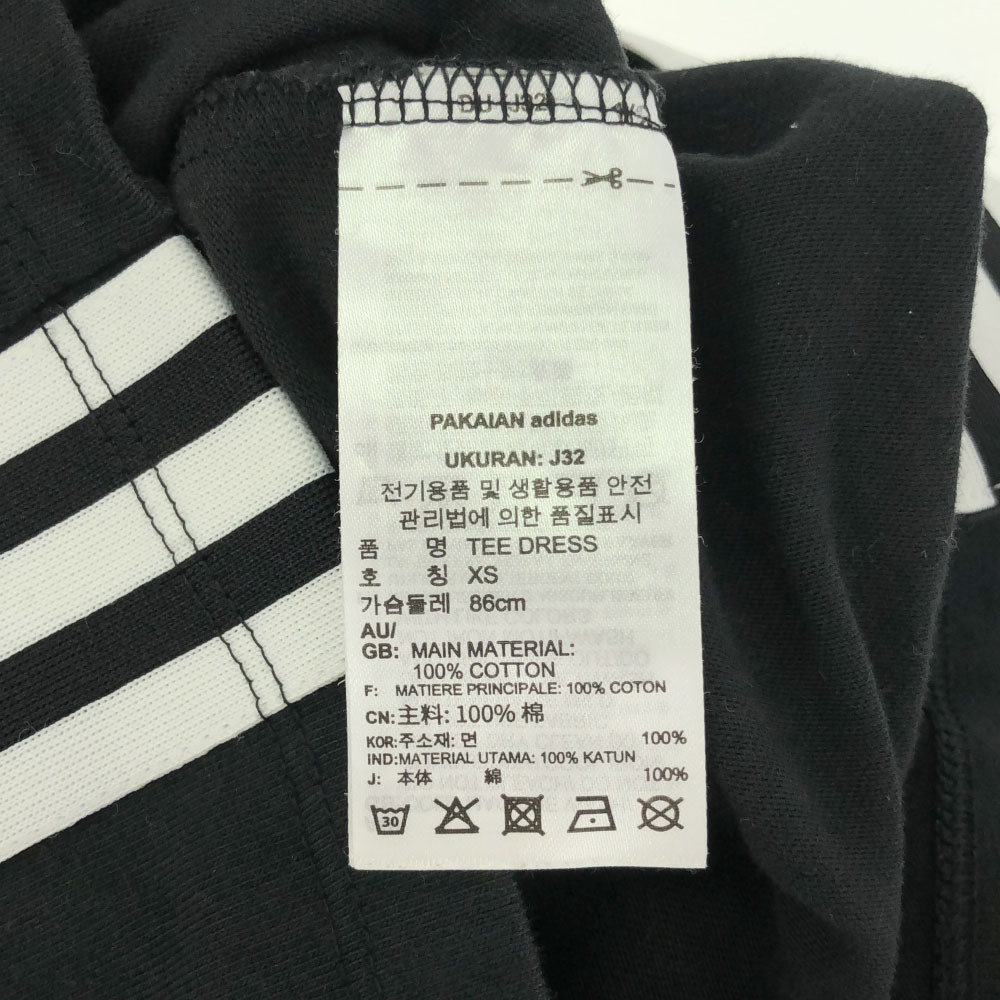 J32
PAKAIAN adidas
UKURAN: J32
전기용품 및 생활용품 안전
관리법에 의한 품질표시
품 명 TEE DRESS
호 칭 XS
가슴둘레 86cm
AU/
GB: MAIN MATERIAL:
100% COTTON
F: MATIERE PRINCIPALE: 100% COTON
CN:主料: 100% 棉
KOR:주소재: 면 100%
IND:MATERIAL UTAMA: 100% KATUN
J: 本体 綿 100%
30